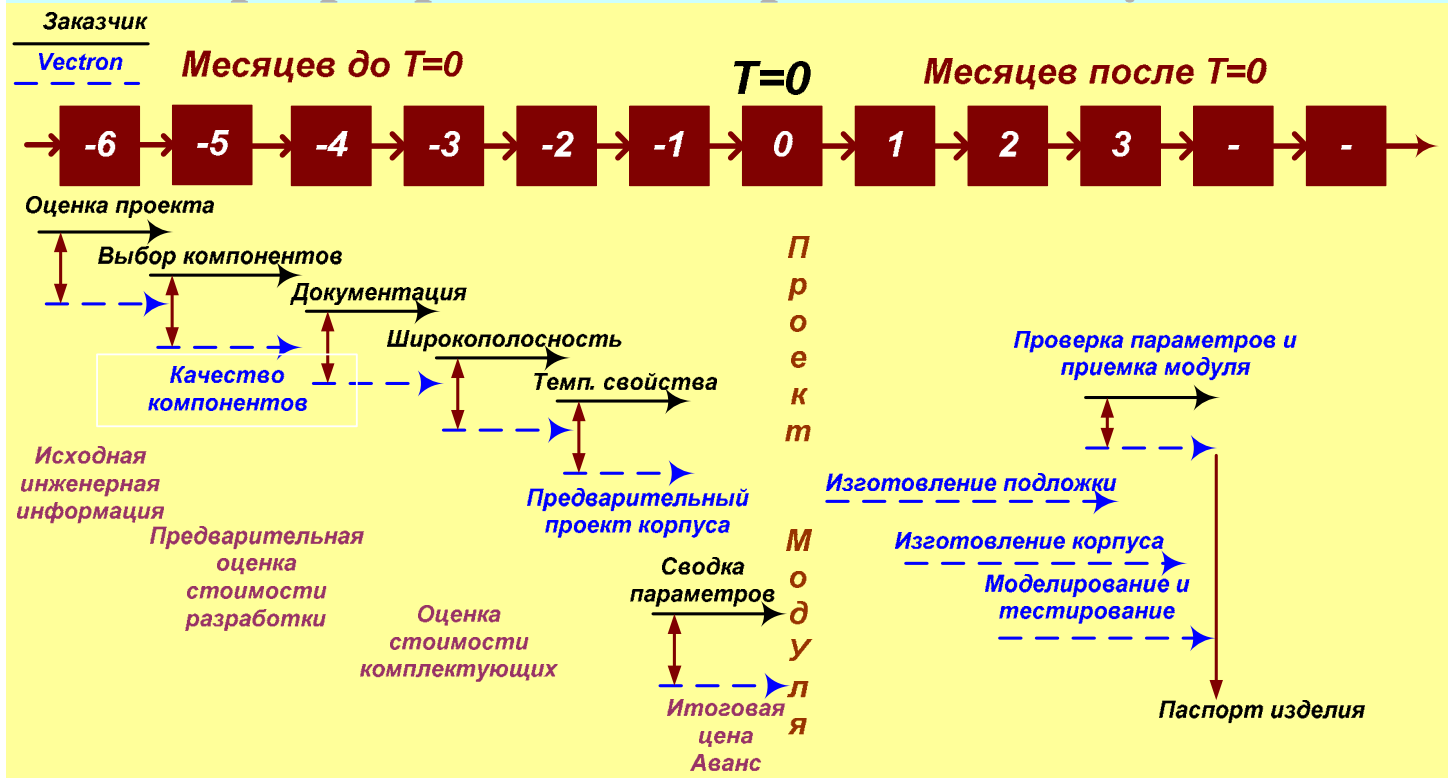 Заказчик
Vectron
Месяцев до T=0
T=0
Месяцев после T=0
-6
-5
-4
-3
-2
-1
0
1
2
3
-
-
Оценка проекта
Выбор компонентов
Документация
Широкополосность
Темп. свойства
Качество
компонентов
Предварительный
проект корпуса
Исходная
инженерная
информация
Предварительная
оценка
стоимости
разработки
Оценка
стоимости
комплектующих
Сводка
параметров
Итоговая
цена
Аванс
П
р
о
е
к
т
М
о
д
У
л
я
Проверка параметров и
приемка модуля
Изготовление подложки
Изготовление корпуса
Моделирование и
тестирование
Паспорт изделия